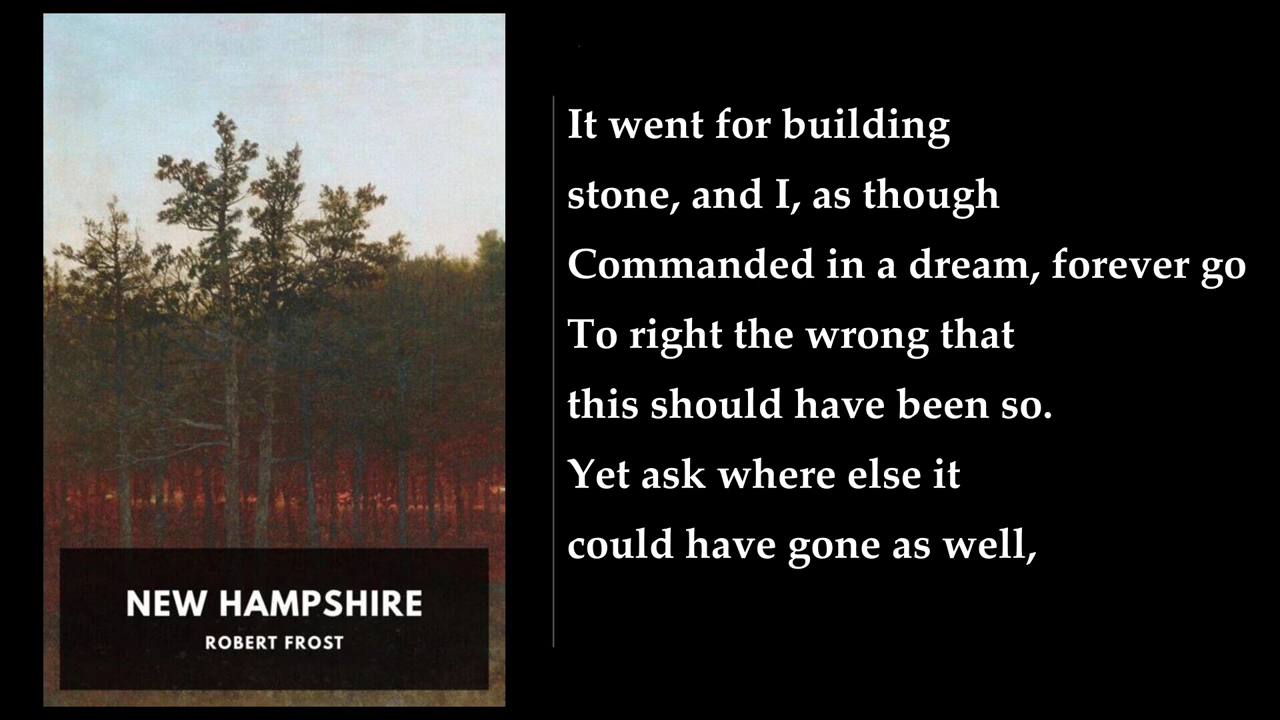 NEW HAMPSHIRE
ROBERT FROST
It went for building
stone, and I, as though
Commanded in a dream, forever go
To right the wrong that
this should have been so.
Yet ask where else it
could have gone as well,